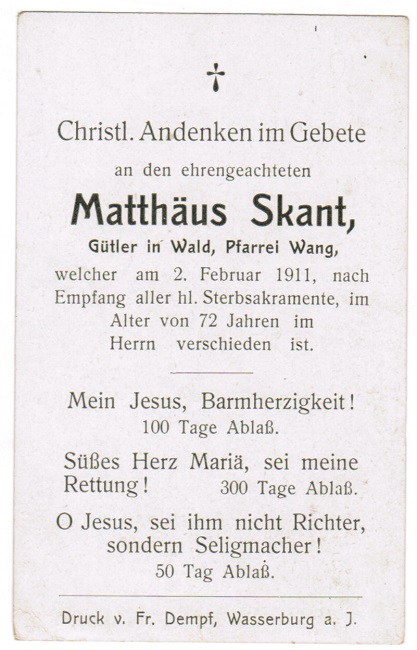 Christl. Andenken im Gebete
an den ehrengeachteten
Matthäus Skant,
Gütler in Wald, Pfarrei Wang,
welcher am 2. Februar 1911, nach
Empfang aller hl. Sterbsakramente, im
Alter von 72 Jahren im
Herrn verschieden ist.
Mein Jesus, Barmherzigkeit!
100 Tage Ablaß.
Süßes Herz Mariä, sei meine
Rettung! 300 Tage Ablaß.
O Jesus, sei ihm nicht Richter,
sondern Seligmacher!
50 Tag Ablaß.
Druck v. Fr. Dempf, Wasserburg a. J.